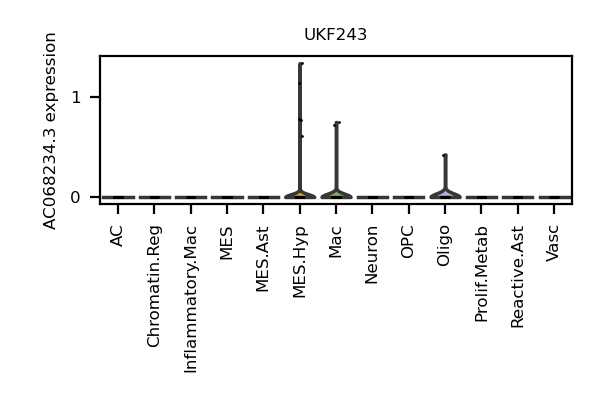 UKF243
AC068234.3 expression
1
0
AC
Chromatin.Reg
Inflammatory.Mac
MES
MES.Ast
MES.Hyp
Mac
Neuron
OPC
Oligo
Prolif.Metab
Reactive.Ast
Vasc